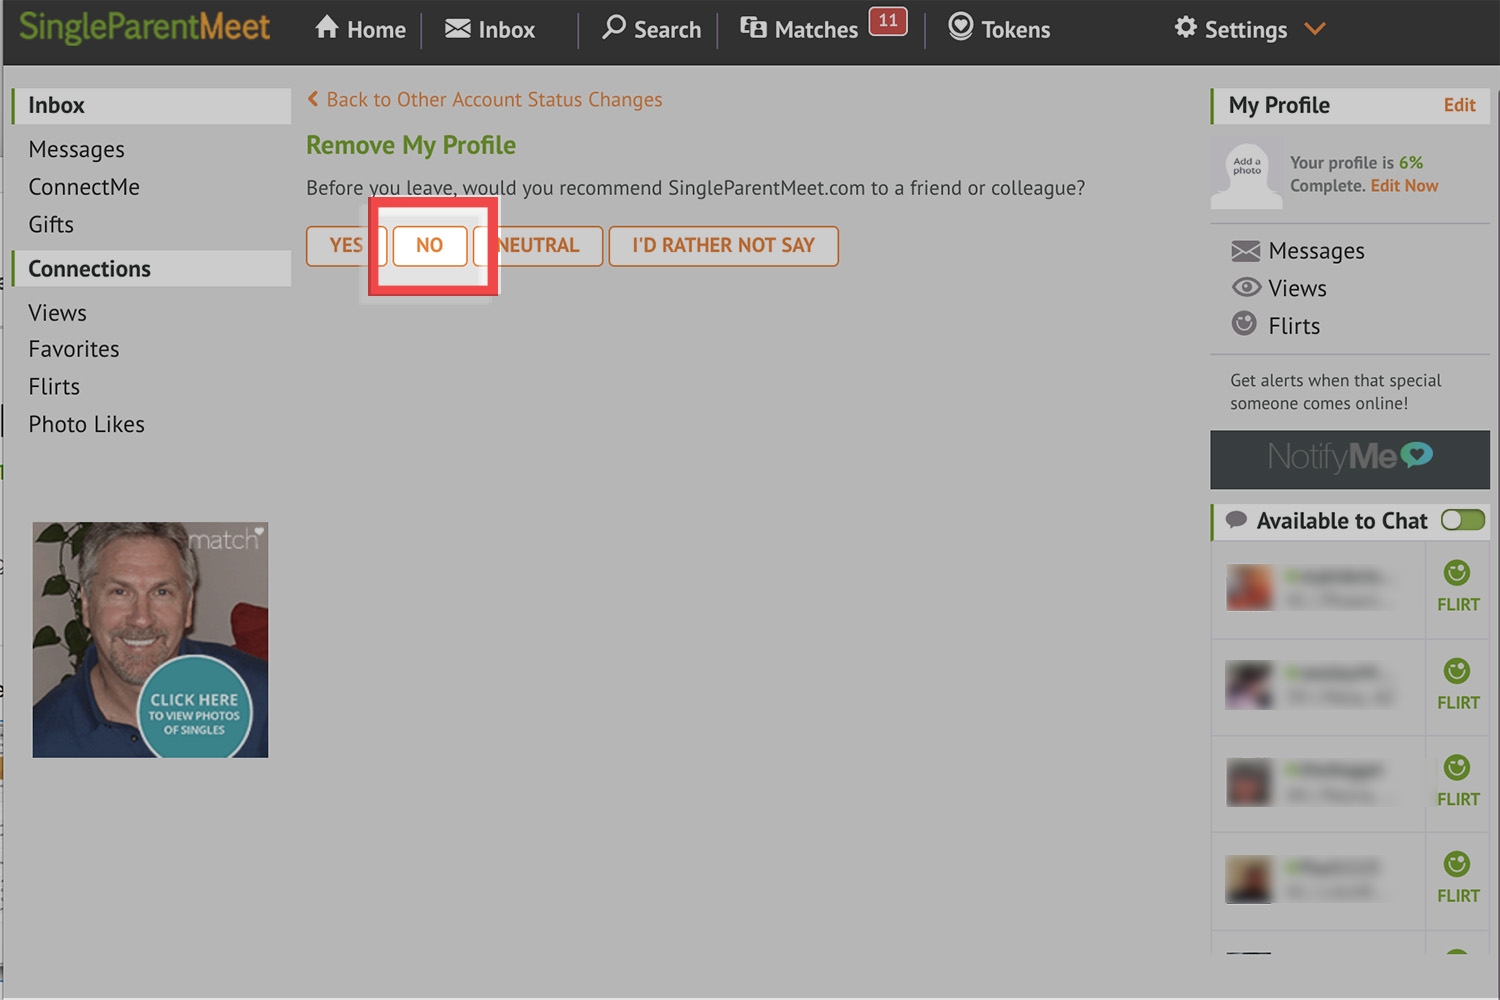 SingleParentMeet
Home
Inbox
Search
Matches 11
Tokens
Settings
Inbox
Messages
ConnectMe
Gifts
Connections
Views
Favorites
Flirts
Photo Likes
match
CLICK HERE
TO VIEW PHOTOS
OF SINGLES
Back to Other Account Status Changes
Remove My Profile
Before you leave, would you recommend SingleParentMeet.com to a friend or colleague?
YES NO NEUTRAL I'D RATHER NOT SAY
My Profile Edit
Add a
photo
Your profile is 6%
Complete. Edit Now
Messages
Views
Flirts
Get alerts when that special
someone comes online!
NotifyMe
Available to Chat
FLIRT
FLIRT
FLIRT
FLIRT